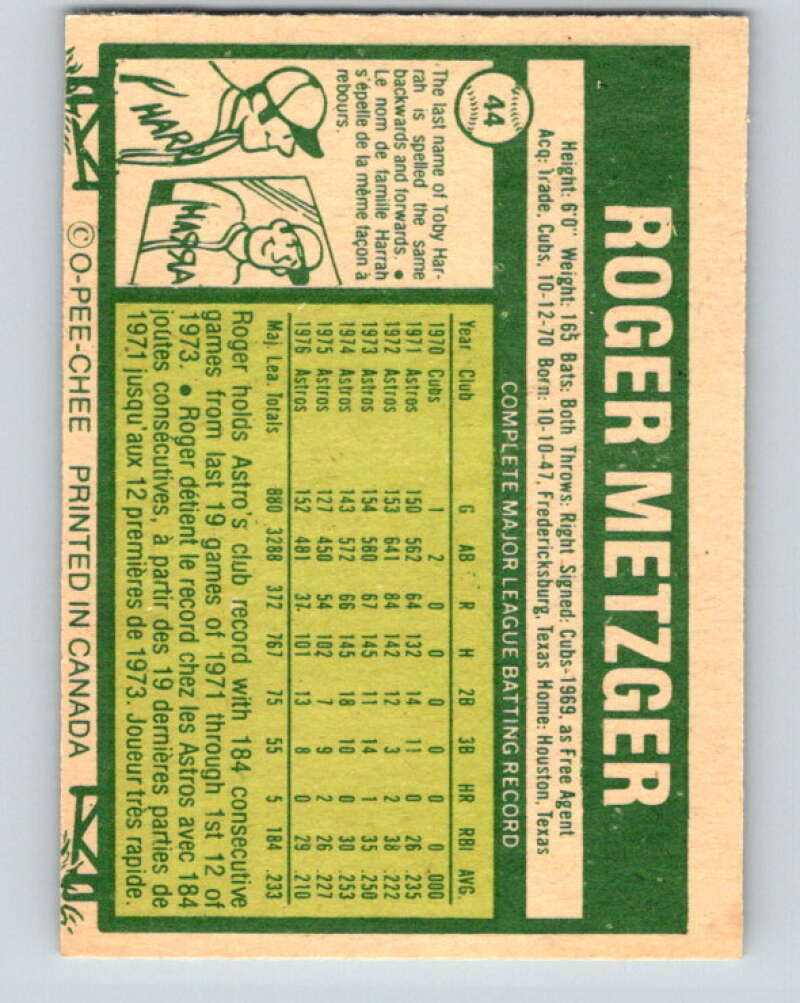 ROGER METZGER
44
Height: 6'0" Weight: 165 Bats: Both Throws: Right Signed: Cubs-1969, as Free Agent
Acq: Trade, Cubs, 10-12-70 Born: 10-10-47, Fredericksburg, Texas Home: Houston, Texas
COMPLETE MAJOR LEAGUE BATTING RECORD
Year Club G AB R H 2B 3B HR RBI AVG.
1970 Cubs 1 2 0 0 0 0 0 0 .000
1971 Astros 150 562 64 132 14 11 0 26 .235
1972 Astros 153 641 84 142 12 3 2 38 .222
1973 Astros 154 580 67 145 11 14 1 35 .250
1974 Astros 143 572 66 145 18 10 0 30 .253
1975 Astros 127 450 54 102 7 9 2 26 .227
1976 Astros 152 481 37 101 13 8 0 29 .210
Maj. Lea. Totals 880 3288 372 767 75 55 5 184 .233
Roger holds Astro's club record with 184 consecutive
games from last 19 games of 1971 through 1st 12 of
1973. ● Roger détient le record chez les Astros avec 184
joutes consécutives, à partir des 19 dernières parties de
1971 jusqu'aux 12 premières de 1973. Joueur très rapide.
The last name of Toby Har-
rah is spelled the same
backwards and forwards. ●
Le nom de famille Harrah
s'épelle de la même façon à
rebours.
HARR
HARRA
© O-PEE-CHEE PRINTED IN CANADA